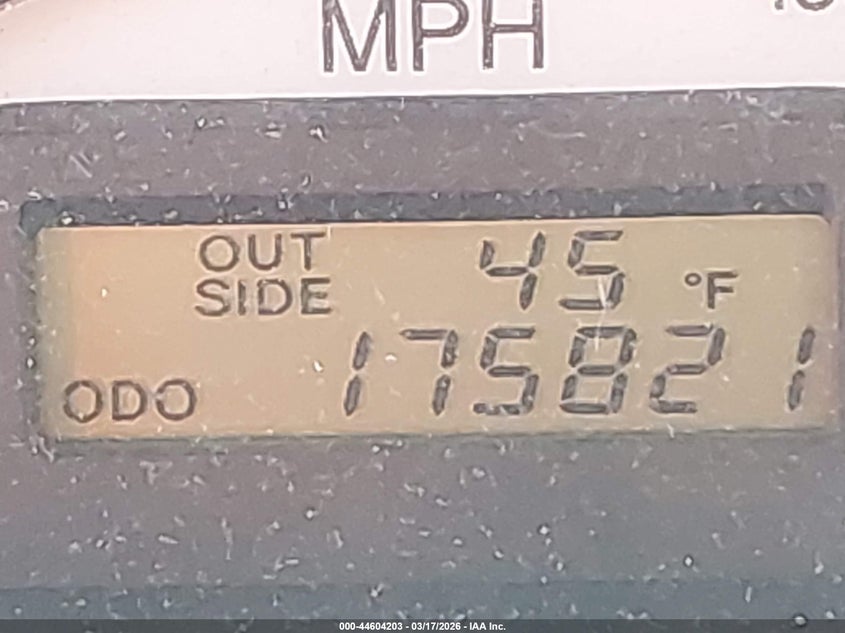 MPH
OUT
SIDE
45 °F
ODO 175821
000-44604203 - 03/17/2026 - IAA Inc.